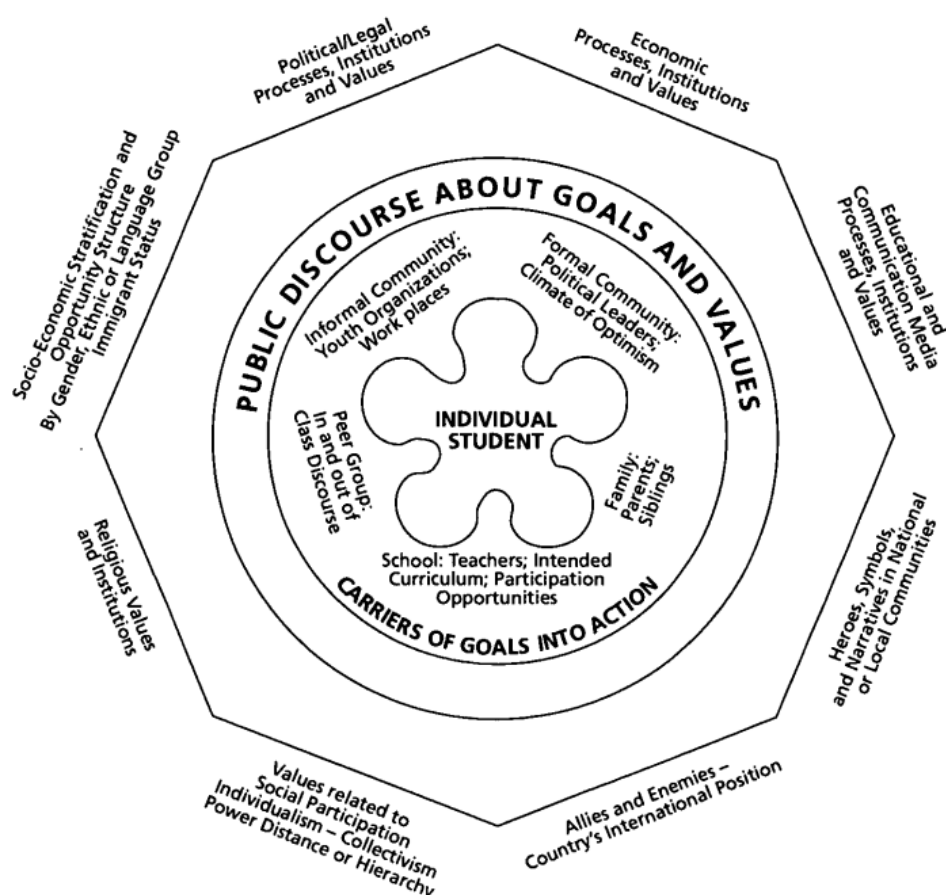 Political/Legal
Processes, Institutions
and Values
Economic
Processes, Institutions
and Values
Socio-Economic Stratification and
Opportunity Structure
By Gender, Ethnic or Language Group
Immigrant Status
Educational and
Communication Media
Processes, Institutions
and Values
PUBLIC DISCOURSE ABOUT GOALS AND VALUES
Informal Community:
Youth Organizations;
Work places
Formal Community:
Political Leaders;
Climate of Optimism
INDIVIDUAL
STUDENT
Peer Group:
In and out of
Class Discourse
Family:
Parents;
Siblings
School: Teachers; Intended
Curriculum; Participation
Opportunities
CARRIERS OF GOALS INTO ACTION
Religious Values
and Institutions
Heroes, Symbols,
and Narratives in National
or Local Communities
Values related to
Social Participation
Individualism – Collectivism
Power Distance or Hierarchy
Allies and Enemies –
Country's International Position